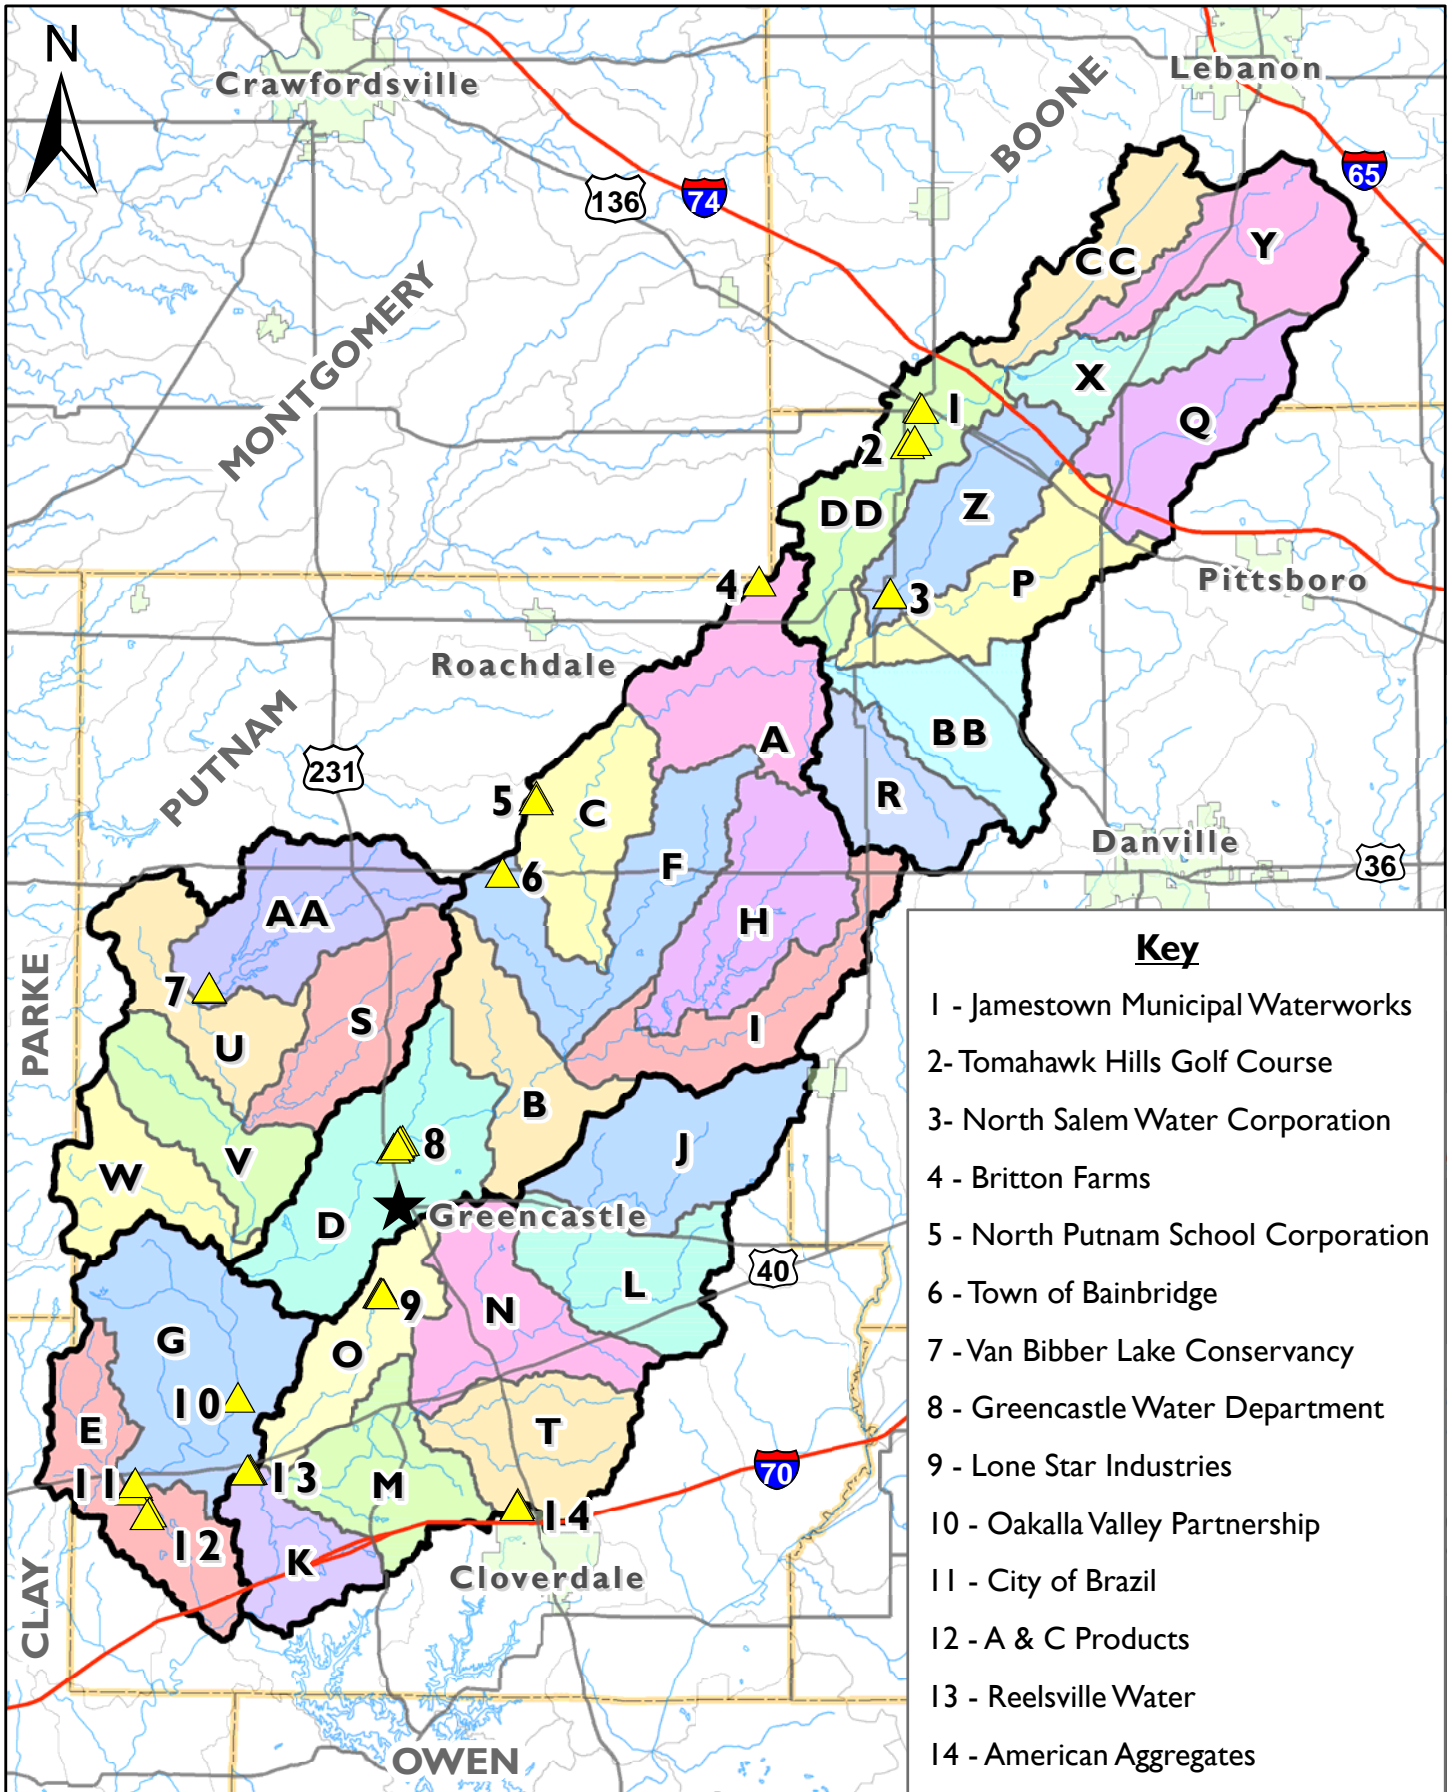 N
Crawfordsville
Lebanon
BOONE
65
136
74
CC
Y
MONTGOMERY
X
1
Q
2
DD
Z
4
3
P
Pittsboro
Roachdale
PUTNAM
A
BB
231
5
C
R
Danville
6
F
36
AA
H
PARKE
7
S
U
I
B
8
J
V
W
D
Greencastle
40
L
9
N
G
O
10
E
T
11
13
M
70
14
12
K
Cloverdale
CLAY
OWEN
Key
1 - Jamestown Municipal Waterworks
2- Tomahawk Hills Golf Course
3- North Salem Water Corporation
4 - Britton Farms
5 - North Putnam School Corporation
6 - Town of Bainbridge
7 - Van Bibber Lake Conservancy
8 - Greencastle Water Department
9 - Lone Star Industries
10 - Oakalla Valley Partnership
11 - City of Brazil
12 - A & C Products
13 - Reelsville Water
14 - American Aggregates